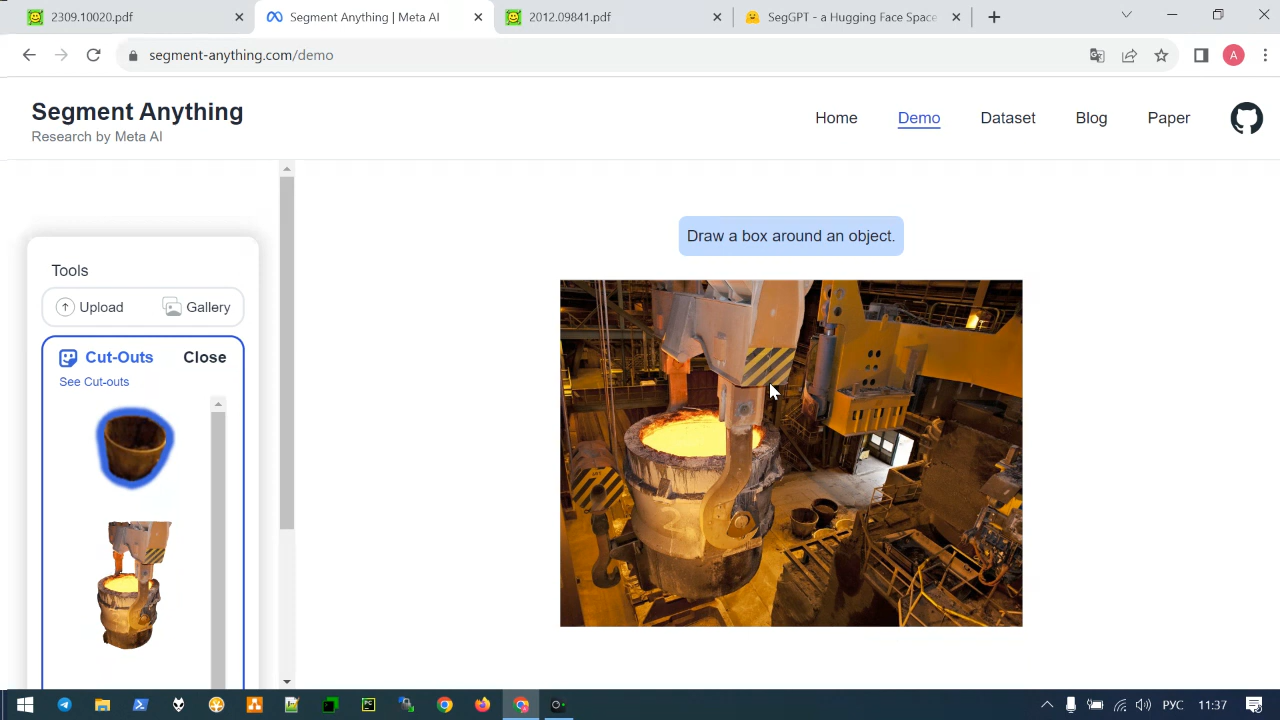 2309.10020.pdf
Segment Anything | Meta AI
2012.09841.pdf
SegGPT - a Hugging Face Space
segment-anything.com/demo
A
Segment Anything
Research by Meta AI
Home
Demo
Dataset
Blog
Paper
Draw a box around an object.
Tools
Upload
Gallery
Cut-Outs
Close
See Cut-outs
2
PC
РУС
11:37